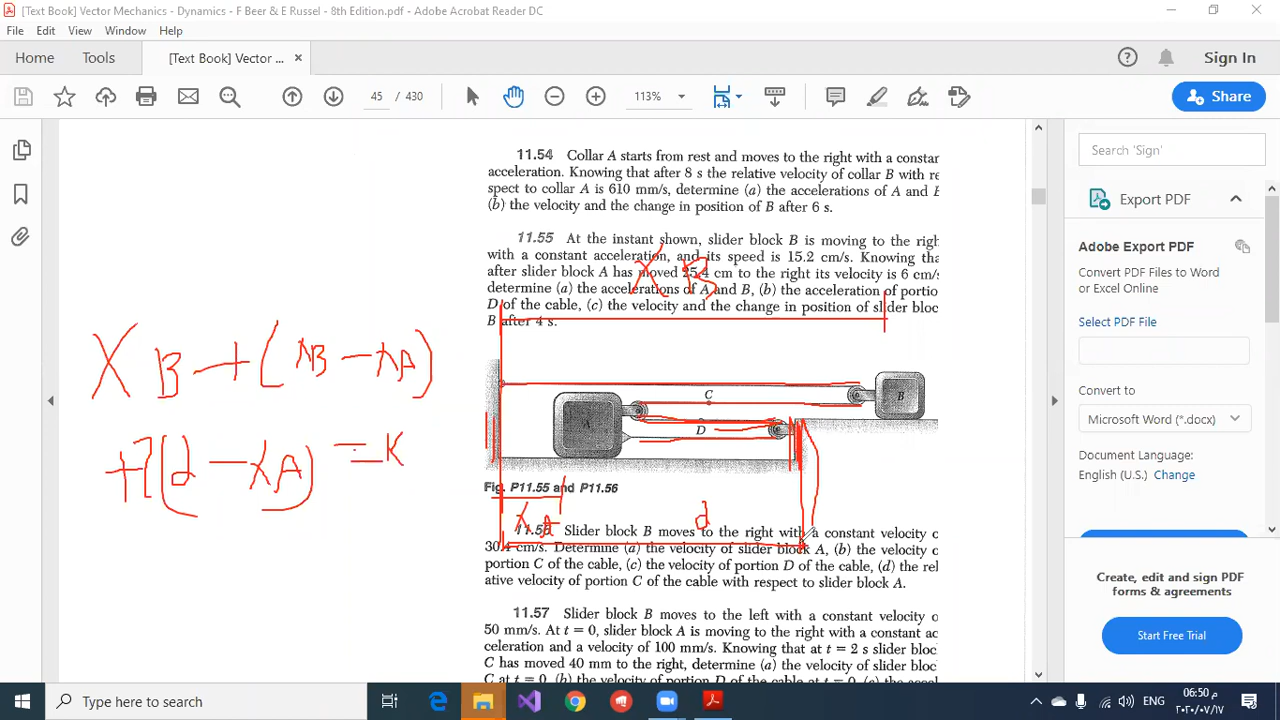 [Text Book] Vector Mechanics - Dynamics - F Beer & E Russel - 8th Edition.pdf - Adobe Acrobat Reader DC
File Edit View Window Help
Home Tools [Text Book] Vector ... × Sign In
45 / 430 113% Share
11.54 Collar A starts from rest and moves to the right with a constan
acceleration. Knowing that after 8 s the relative velocity of collar B with re
spect to collar A is 610 mm/s, determine (a) the accelerations of A and B
(b) the velocity and the change in position of B after 6 s.
11.55 At the instant shown, slider block B is moving to the righ
with a constant acceleration, and its speed is 15.2 cm/s. Knowing tha
after slider block A has moved 25.4 cm to the right its velocity is 6 cm/s
determine (a) the accelerations of A and B, (b) the acceleration of portio
D of the cable, (c) the velocity and the change in position of slider bloc
B after 4 s.
X B
X B + (XB - XA)
+2(d - XA) = K
C
B
A
D
Fig. P11.55 and P11.56
XA d
11.56 Slider block B moves to the right with a constant velocity o
30.4 cm/s. Determine (a) the velocity of slider block A, (b) the velocity o
portion C of the cable, (c) the velocity of portion D of the cable, (d) the rel
ative velocity of portion C of the cable with respect to slider block A.
11.57 Slider block B moves to the left with a constant velocity o
50 mm/s. At t = 0, slider block A is moving to the right with a constant ac
celeration and a velocity of 100 mm/s. Knowing that at t = 2 s slider bloc
C has moved 40 mm to the right, determine (a) the velocity of slider bloc
Search 'Sign'
Export PDF
Adobe Export PDF
Convert PDF Files to Word
or Excel Online
Select PDF File
Convert to
Microsoft Word (*.docx)
Document Language:
English (U.S.) Change
Create, edit and sign PDF
forms & agreements
Start Free Trial
Type here to search
ENG
06:50 م
٢٠٢٠/٠٧/١٧